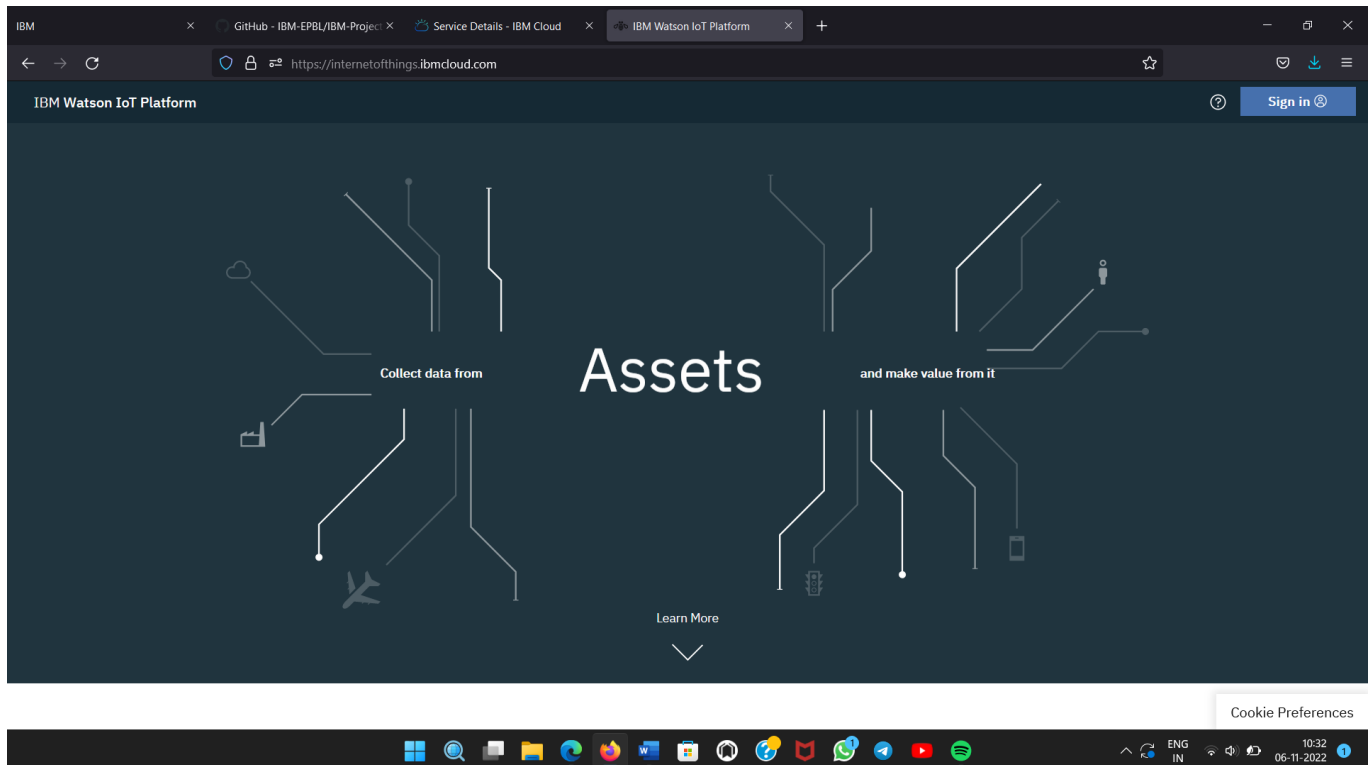 IBM
GitHub - IBM-EPBL/IBM-Project
Service Details - IBM Cloud
IBM Watson IoT Platform
https://internetofthings.ibmcloud.com
IBM Watson IoT Platform
Sign in
Collect data from
Assets
and make value from it
Learn More
Cookie Preferences
1
ENG
IN
10:32
06-11-2022
1